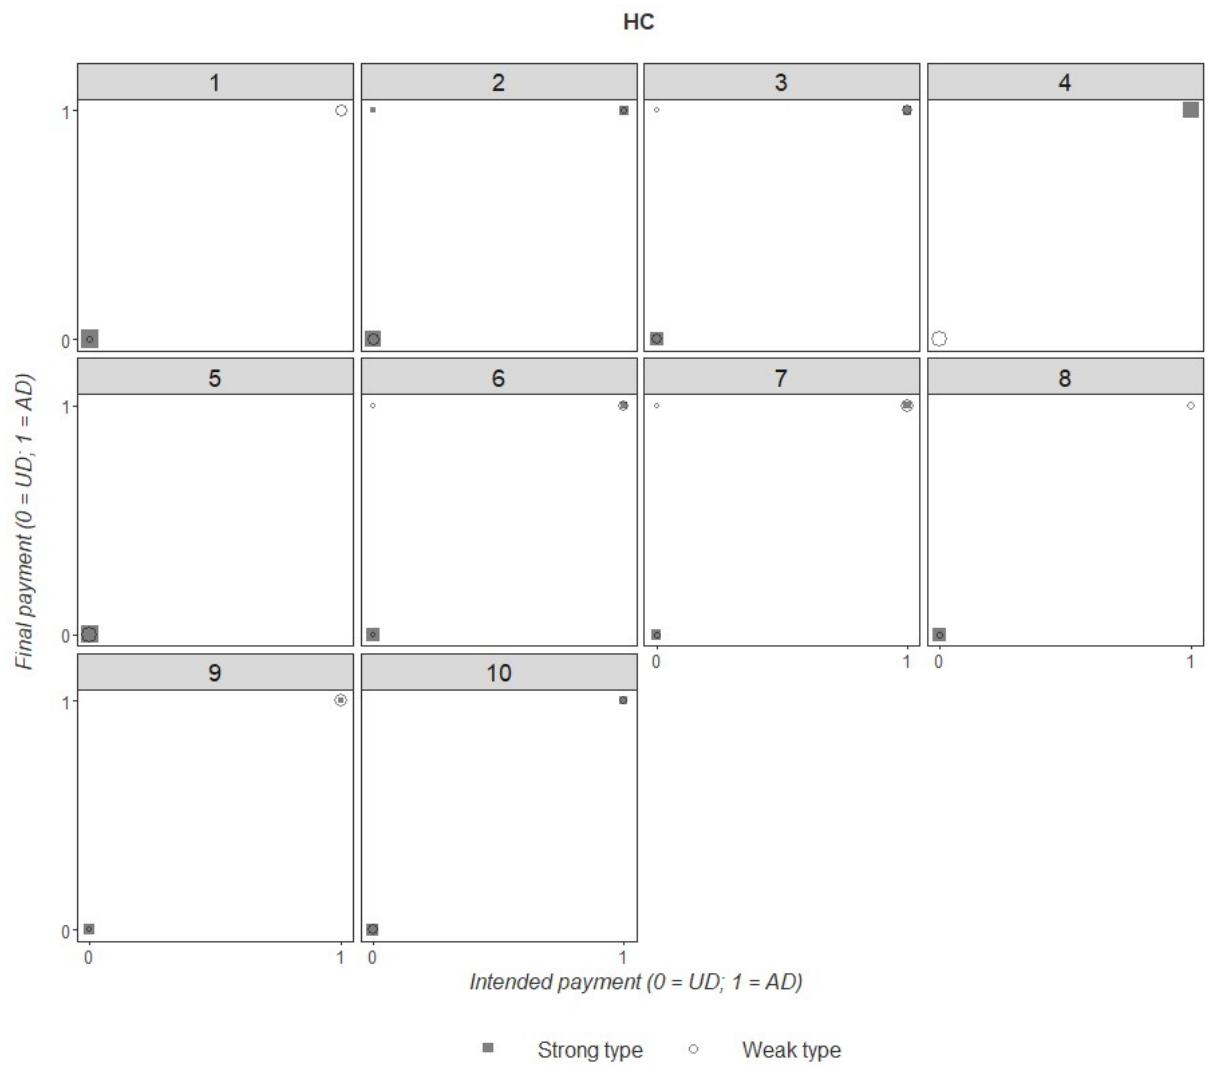 HC
1 2 3 4
1
0
5 6 7 8
1
0
0 1 0 1
9 10
1
0
0 1 0 1
Final payment (0 = UD; 1 = AD)
Intended payment (0 = UD; 1 = AD)
Strong type Weak type